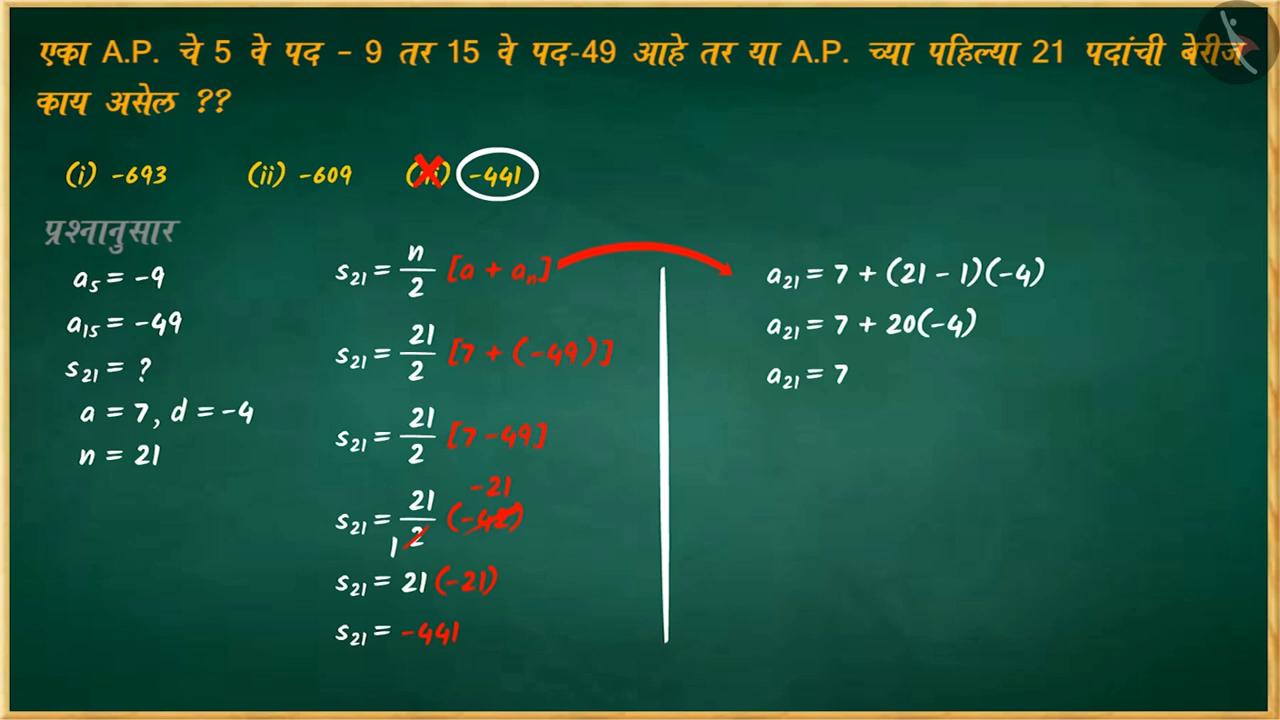 एका A.P. चे 5 वे पद - 9 तर 15 वे पद-49 आहे तर या A.P. च्या पहिल्या 21 पदांची बेरीज
काय असेल ??
(i) -693 (ii) -609 (iii) -441
प्रश्नानुसार
a₅ = -9
a₁₅ = -49
s₂₁ = ?
a = 7, d = -4
n = 21
s₂₁ = n/2 [a + aₙ]
s₂₁ = 21/2 [7 + (-49)]
s₂₁ = 21/2 [7 - 49]
-21
s₂₁ = 21/2 (-42)
1
s₂₁ = 21 (-21)
s₂₁ = -441
a₂₁ = 7 + (21 - 1)(-4)
a₂₁ = 7 + 20(-4)
a₂₁ = 7